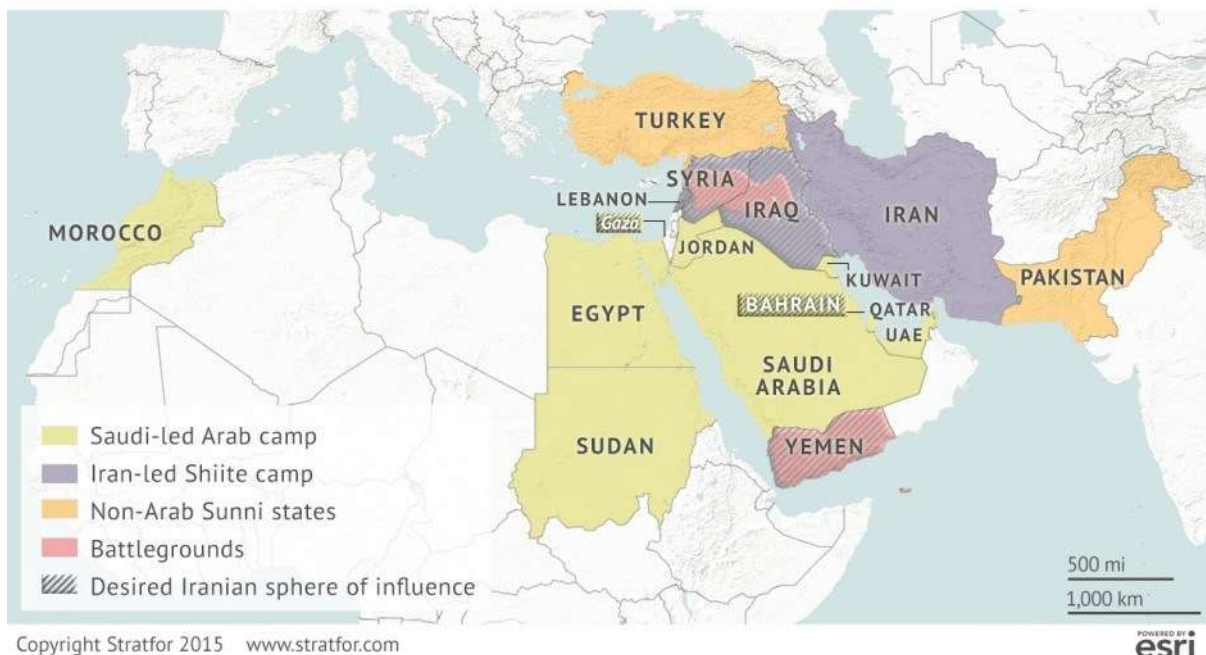 TURKEY
SYRIA
LEBANON
IRAQ
IRAN
Gaza
MOROCCO
JORDAN
KUWAIT
PAKISTAN
BAHRAIN
QATAR
EGYPT
UAE
SAUDI
ARABIA
SUDAN
YEMEN
Saudi-led Arab camp
Iran-led Shiite camp
Non-Arab Sunni states
Battlegrounds
Desired Iranian sphere of influence
500 mi
1,000 km
Copyright Stratfor 2015 www.stratfor.com
POWERED BY
esri